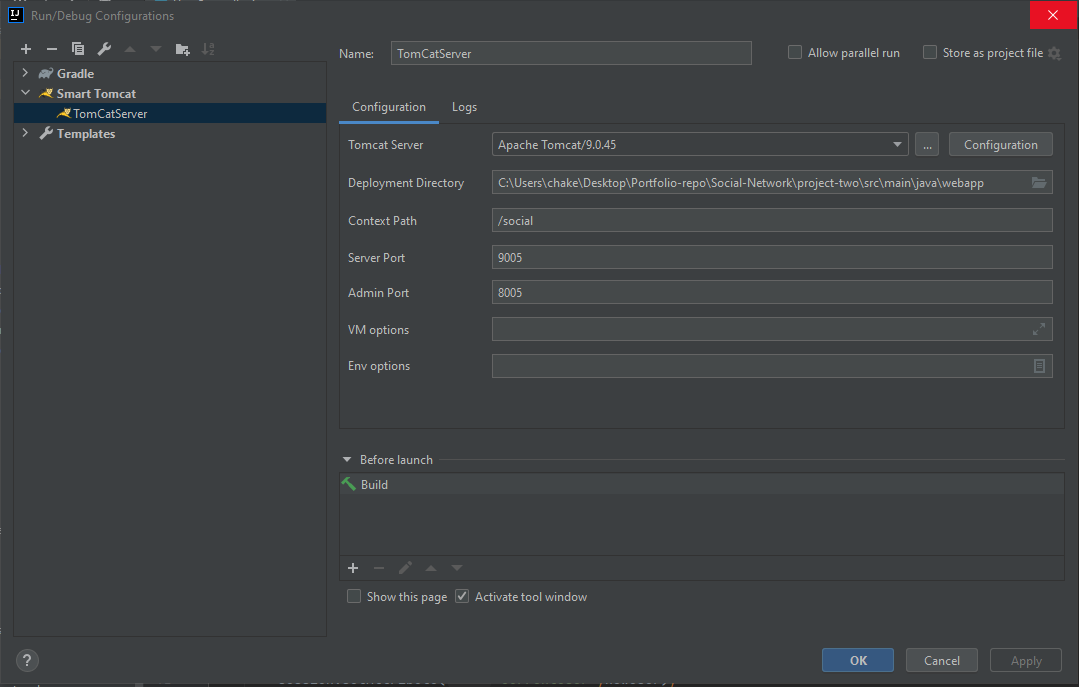 Run/Debug Configurations
Name: TomCatServer Allow parallel run Store as project file
Gradle
Smart Tomcat
TomCatServer
Templates
Configuration Logs
Tomcat Server Apache Tomcat/9.0.45 ... Configuration
Deployment Directory C:\Users\chake\Desktop\Portfolio-repo\Social-Network\project-two\src\main\java\webapp
Context Path /social
Server Port 9005
Admin Port 8005
VM options
Env options
Before launch
Build
Show this page Activate tool window
? OK Cancel Apply